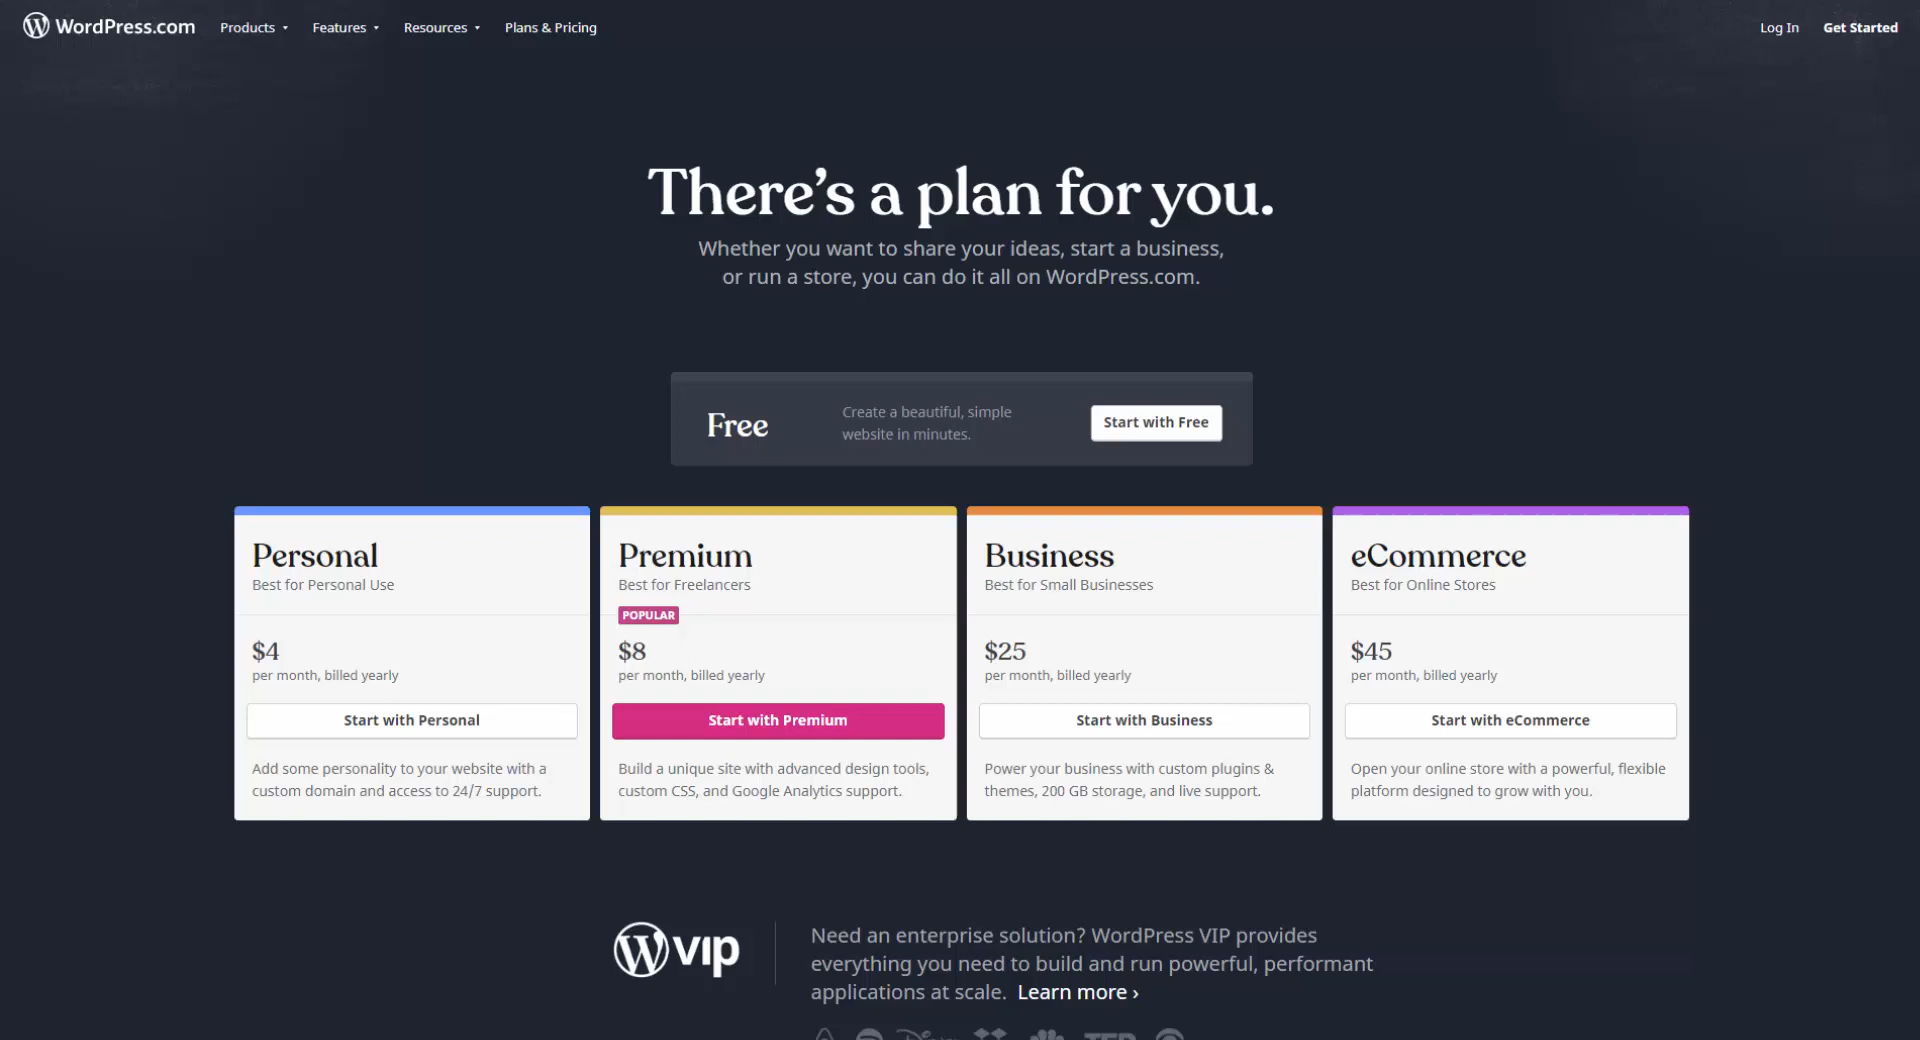 WordPress.com Products Features Resources Plans & Pricing Log In Get Started
There's a plan for you.
Whether you want to share your ideas, start a business,
or run a store, you can do it all on WordPress.com.
Free
Create a beautiful, simple
website in minutes.
Start with Free
Personal
Best for Personal Use
$4
per month, billed yearly
Start with Personal
Add some personality to your website with a
custom domain and access to 24/7 support.
Premium
Best for Freelancers
POPULAR
$8
per month, billed yearly
Start with Premium
Build a unique site with advanced design tools,
custom CSS, and Google Analytics support.
Business
Best for Small Businesses
$25
per month, billed yearly
Start with Business
Power your business with custom plugins &
themes, 200 GB storage, and live support.
eCommerce
Best for Online Stores
$45
per month, billed yearly
Start with eCommerce
Open your online store with a powerful, flexible
platform designed to grow with you.
W vip
Need an enterprise solution? WordPress VIP provides
everything you need to build and run powerful, performant
applications at scale. Learn more ›